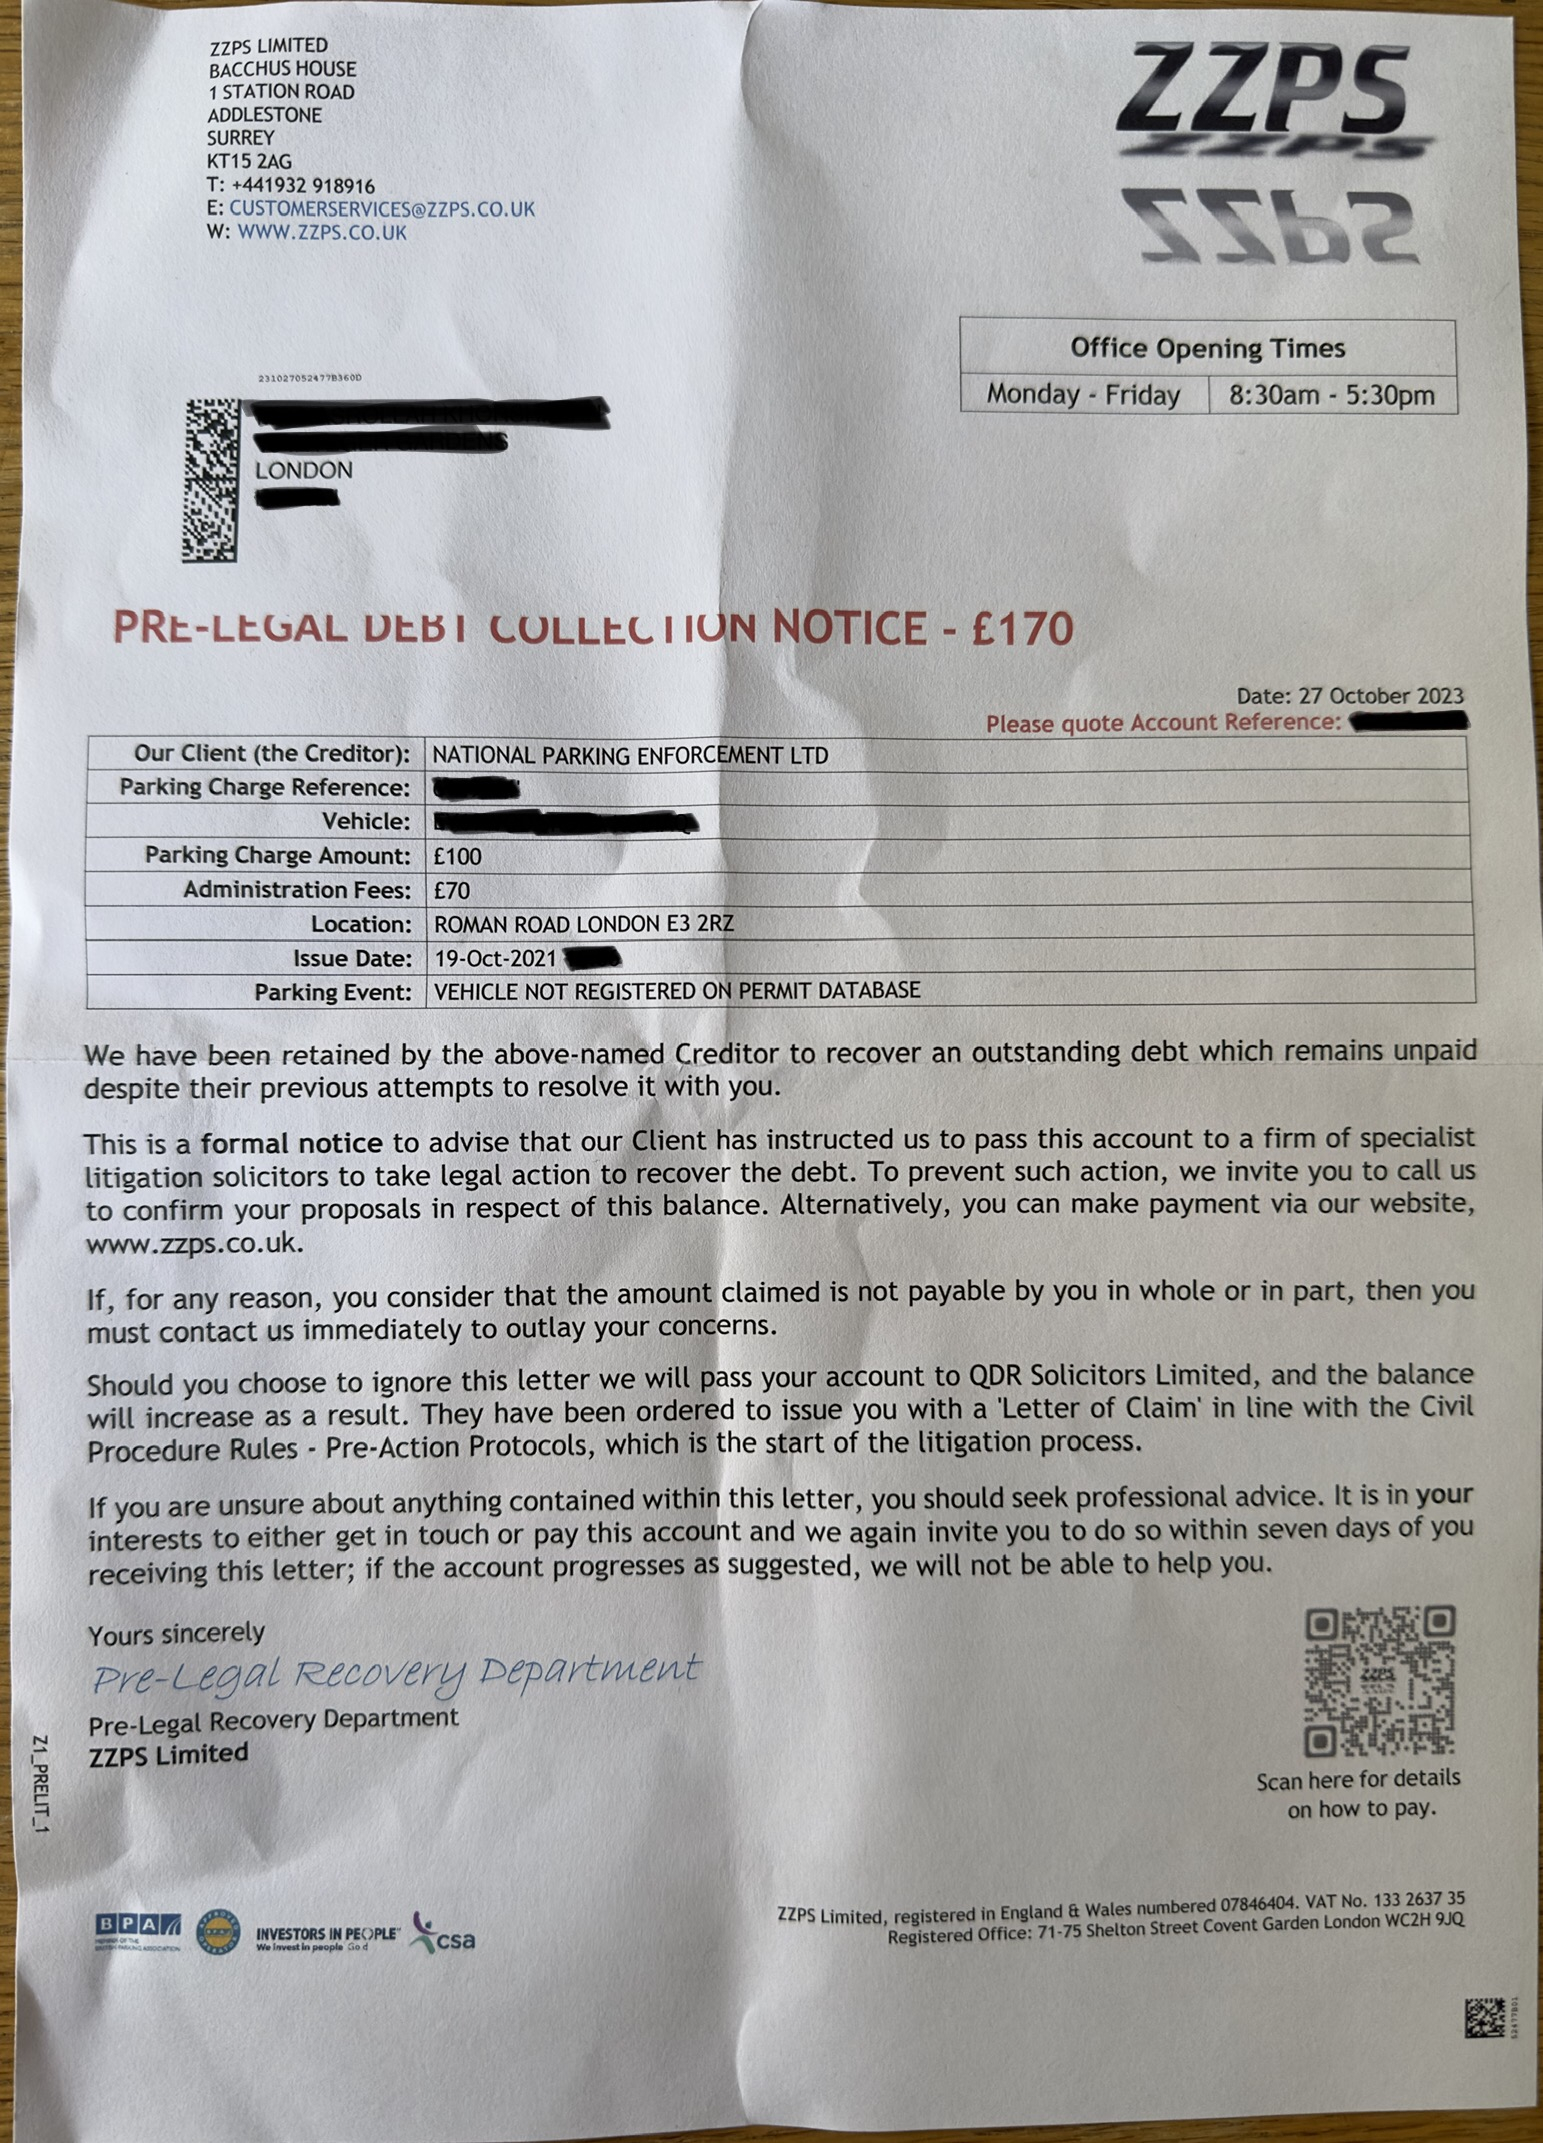 ZZPS LIMITED
BACCHUS HOUSE
1 STATION ROAD
ADDLESTONE
SURREY
KT15 2AG
T: +441932 918916
E: CUSTOMERSERVICES@ZZPS.CO.UK
W: WWW.ZZPS.CO.UK
ZZPS
Office Opening Times
Monday - Friday 8:30am - 5:30pm
231027052477B360D
GARDENS
LONDON
PRE-LEGAL DEBT COLLECTION NOTICE - £170
Date: 27 October 2023
Please quote Account Reference:
Our Client (the Creditor): NATIONAL PARKING ENFORCEMENT LTD
Parking Charge Reference:
Vehicle:
Parking Charge Amount: £100
Administration Fees: £70
Location: ROMAN ROAD LONDON E3 2RZ
Issue Date: 19-Oct-2021
Parking Event: VEHICLE NOT REGISTERED ON PERMIT DATABASE
We have been retained by the above-named Creditor to recover an outstanding debt which remains unpaid
despite their previous attempts to resolve it with you.
This is a formal notice to advise that our Client has instructed us to pass this account to a firm of specialist
litigation solicitors to take legal action to recover the debt. To prevent such action, we invite you to call us
to confirm your proposals in respect of this balance. Alternatively, you can make payment via our website,
www.zzps.co.uk.
If, for any reason, you consider that the amount claimed is not payable by you in whole or in part, then you
must contact us immediately to outlay your concerns.
Should you choose to ignore this letter we will pass your account to QDR Solicitors Limited, and the balance
will increase as a result. They have been ordered to issue you with a 'Letter of Claim' in line with the Civil
Procedure Rules - Pre-Action Protocols, which is the start of the litigation process.
If you are unsure about anything contained within this letter, you should seek professional advice. It is in your
interests to either get in touch or pay this account and we again invite you to do so within seven days of you
receiving this letter; if the account progresses as suggested, we will not be able to help you.
Yours sincerely
Pre-Legal Recovery Department
Pre-Legal Recovery Department
ZZPS Limited
Z1_PRELIT_1
ZZPS
Scan here for details
on how to pay.
BPA
MEMBER OF THE
BRITISH PARKING ASSOCIATION
INVESTORS IN PEOPLE
We invest in people Gold
csa
ZZPS Limited, registered in England & Wales numbered 07846404. VAT No. 133 2637 35
Registered Office: 71-75 Shelton Street Covent Garden London WC2H 9JQ